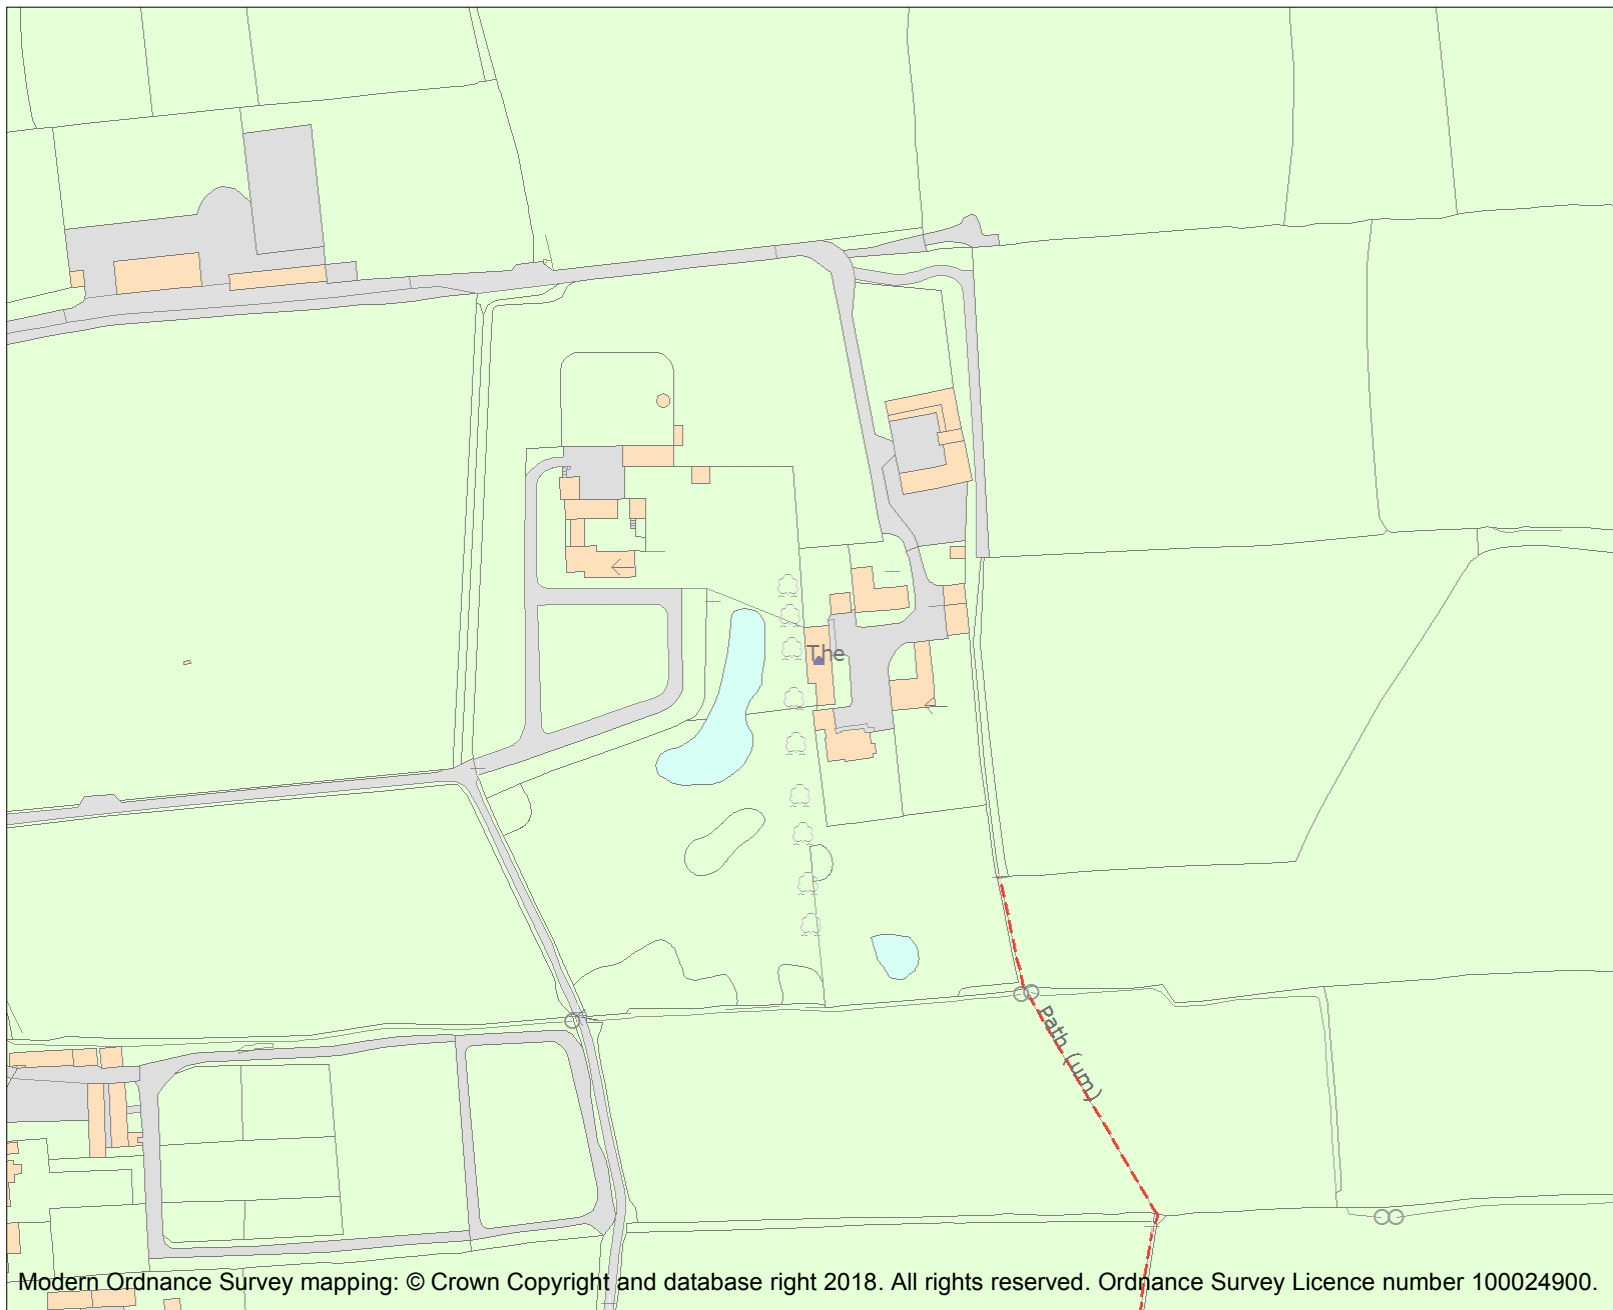 The
Path (um)
Modern Ordnance Survey mapping: © Crown Copyright and database right 2018. All rights reserved. Ordnance Survey Licence number 100024900.